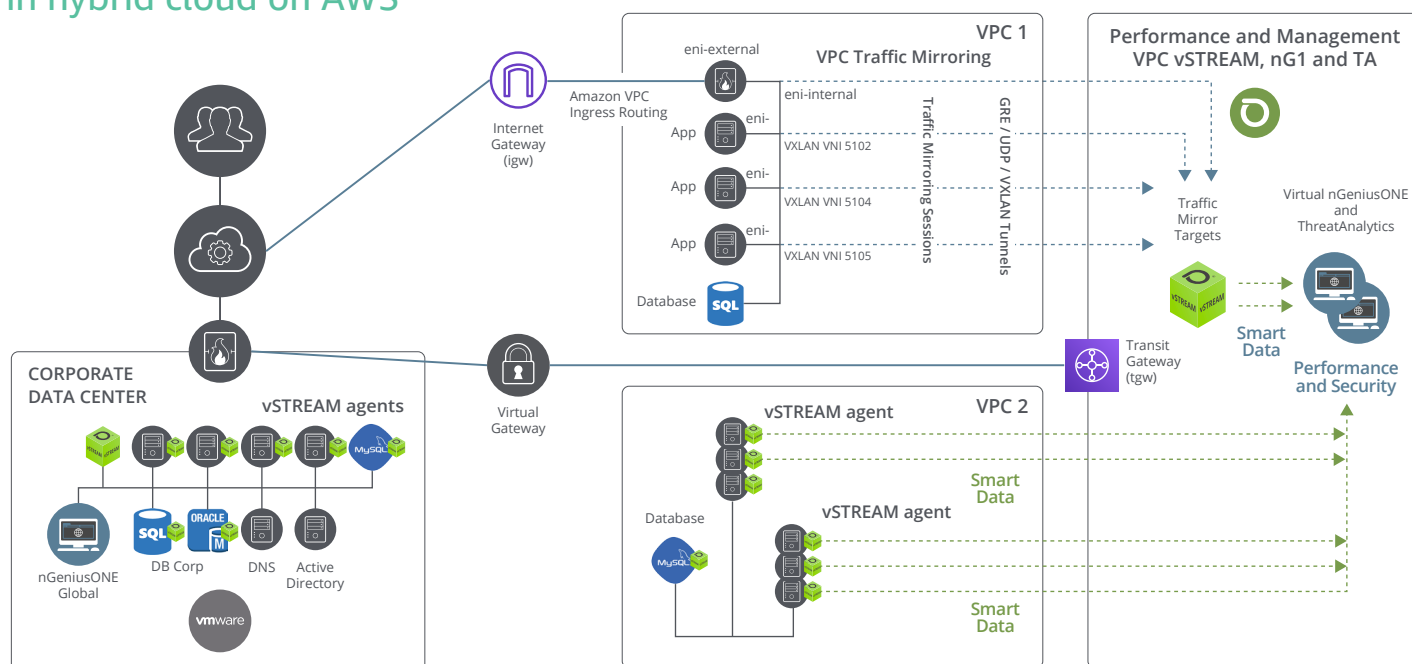 in hybrid cloud on AWS
VPC 1
Performance and Management
VPC vSTREAM, nG1 and TA
eni-external
VPC Traffic Mirroring
Amazon VPC
Ingress Routing
eni-internal
Internet
Gateway
(igw)
App
eni-
VXLAN VNI 5102
App
eni-
VXLAN VNI 5104
App
eni-
VXLAN VNI 5105
Database
SQL
Traffic Mirroring Sessions
GRE / UDP / VXLAN Tunnels
Traffic
Mirror
Targets
Virtual nGeniusONE
and
ThreatAnalytics
vSTREAM
vSTREAM
Smart
Data
Performance
and Security
Transit
Gateway
(tgw)
Virtual
Gateway
CORPORATE
DATA CENTER
vSTREAM agents
MySQL
SQL
ORACLE
M
nGeniusONE
Global
DB Corp
DNS
Active
Directory
vmware
VPC 2
vSTREAM agent
Smart
Data
vSTREAM agent
Database
MySQL
Smart
Data